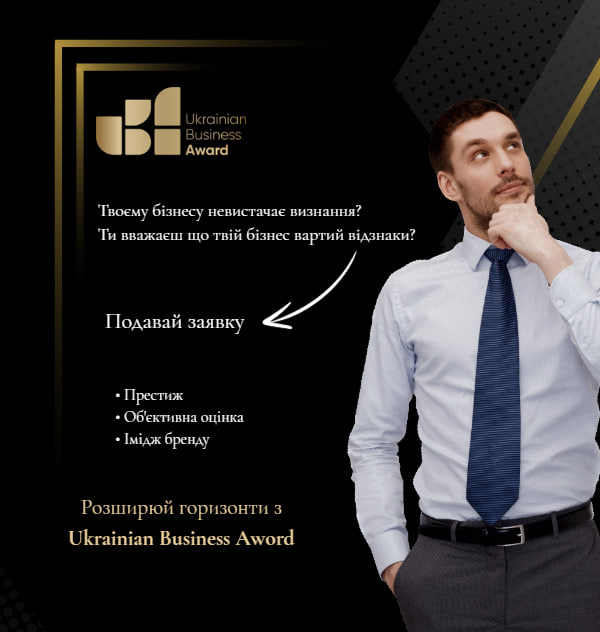 Ukrainian
Business
Award
Твоєму бізнесу невистачає визнання?
Ти вважаєш що твій бізнес вартий відзнаки?
Подавай заявку
• Престиж
• Об'єктивна оцінка
• Імідж бренду
Розширюй горизонти з
Ukrainian Business Aword